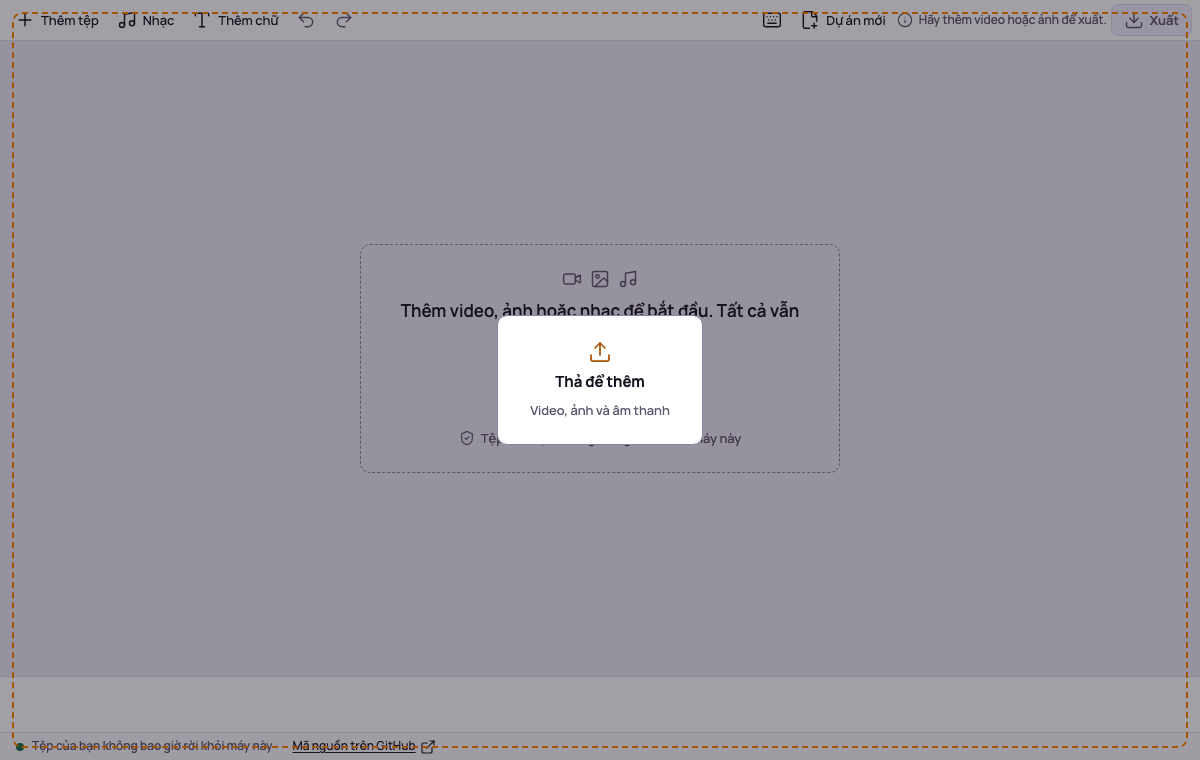 Thêm tệp
Nhạc
Thêm chữ
Dự án mới
Hãy thêm video hoặc ảnh để xuất.
Xuất
Thêm video, ảnh hoặc nhạc để bắt đầu. Tất cả vẫn
Thả để thêm
Video, ảnh và âm thanh
máy này
Tệp của bạn không bao giờ rời khỏi máy này
Mã nguồn trên GitHub